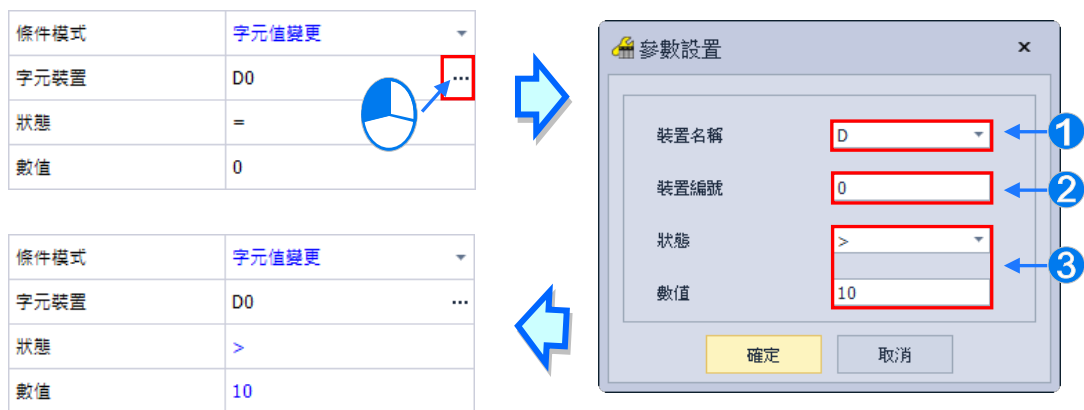 條件模式 字元值變更
字元裝置 D0 ...
狀態 =
數值 0
參數設置 ×
裝置名稱 D 1
裝置編號 0 2
狀態 >
3
數值 10
確定 取消
條件模式 字元值變更
字元裝置 D0 ...
狀態 >
數值 10